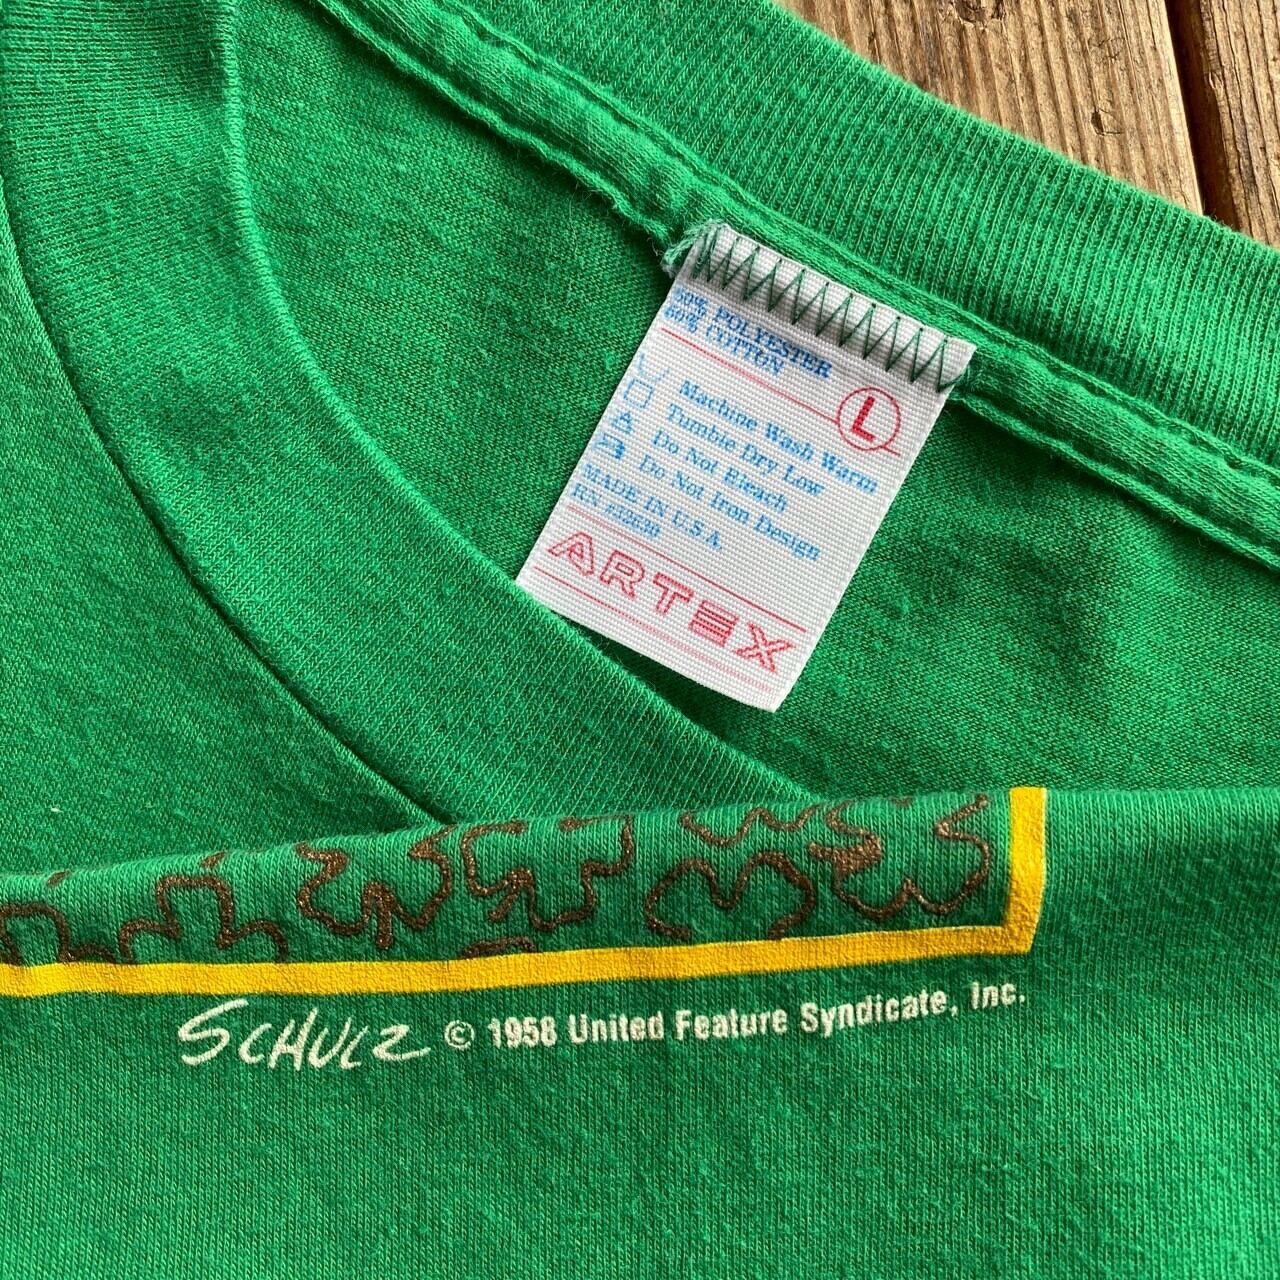 50% POLYESTER
50% COTTON
L
Machine Wash Warm
Tumble Dry Low
Do Not Bleach
Do Not Iron Design
MADE IN U.S.A.
ARTEX
SCHULZ © 1958 United Feature Syndicate, Inc.